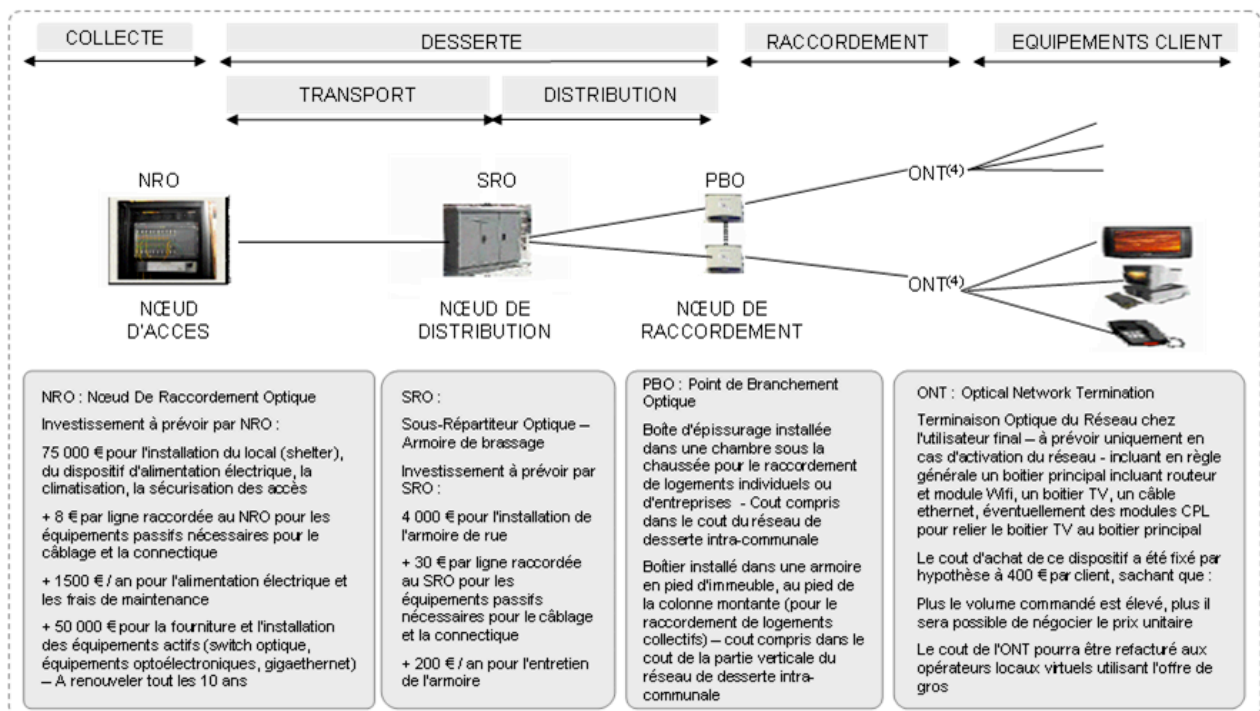 COLLECTE
DESSERTE
RACCORDEMENT
EQUIPEMENTS CLIENT
TRANSPORT
DISTRIBUTION
NRO
SRO
PBO
ONT(4)
ONT(4)
NŒUD
D'ACCES
NŒUD DE
DISTRIBUTION
NŒUD DE
RACCORDEMENT
NRO : Nœud De Raccordement Optique
Investissement à prévoir par NRO :
75 000 € pour l'installation du local (shelter),
du dispositif d'alimentation électrique, la
climatisation, la sécurisation des accès
+ 8 € par ligne raccordée au NRO pour les
équipements passifs nécessaires pour le
câblage et la connectique
+ 1500 € / an pour l'alimentation électrique et
les frais de maintenance
+ 50 000 € pour la fourniture et l'installation
des équipements actifs (switch optique,
équipements optoélectroniques, gigaethernet)
– A renouveler tout les 10 ans
SRO :
Sous-Répartiteur Optique –
Armoire de brassage
Investissement à prévoir par
SRO :
4 000 € pour l'installation de
l'armoire de rue
+ 30 € par ligne raccordée
au SRO pour les
équipements passifs
nécessaires pour le câblage
et la connectique
+ 200 € / an pour l'entretien
de l'armoire
PBO : Point de Branchement
Optique
Boîte d'épissurage installée
dans une chambre sous la
chaussée pour le raccordement
de logements individuels ou
d'entreprises - Cout compris
dans le cout du réseau de
desserte intra-communale
Boîtier installé dans une armoire
en pied d'immeuble, au pied de
la colonne montante (pour le
raccordement de logements
collectifs) – cout compris dans le
cout de la partie verticale du
réseau de desserte intra-
communale
ONT : Optical Network Termination
Terminaison Optique du Réseau chez
l'utilisateur final – à prévoir uniquement en
cas d'activation du réseau - incluant en règle
générale un boitier principal incluant routeur
et module Wifi, un boitier TV, un câble
ethernet, éventuellement des modules CPL
pour relier le boitier TV au boitier principal
Le cout d'achat de ce dispositif a été fixé par
hypothèse à 400 € par client, sachant que :
Plus le volume commandé est élevé, plus il
sera possible de négocier le prix unitaire
Le cout de l'ONT pourra être refacturé aux
opérateurs locaux virtuels utilisant l'offre de
gros